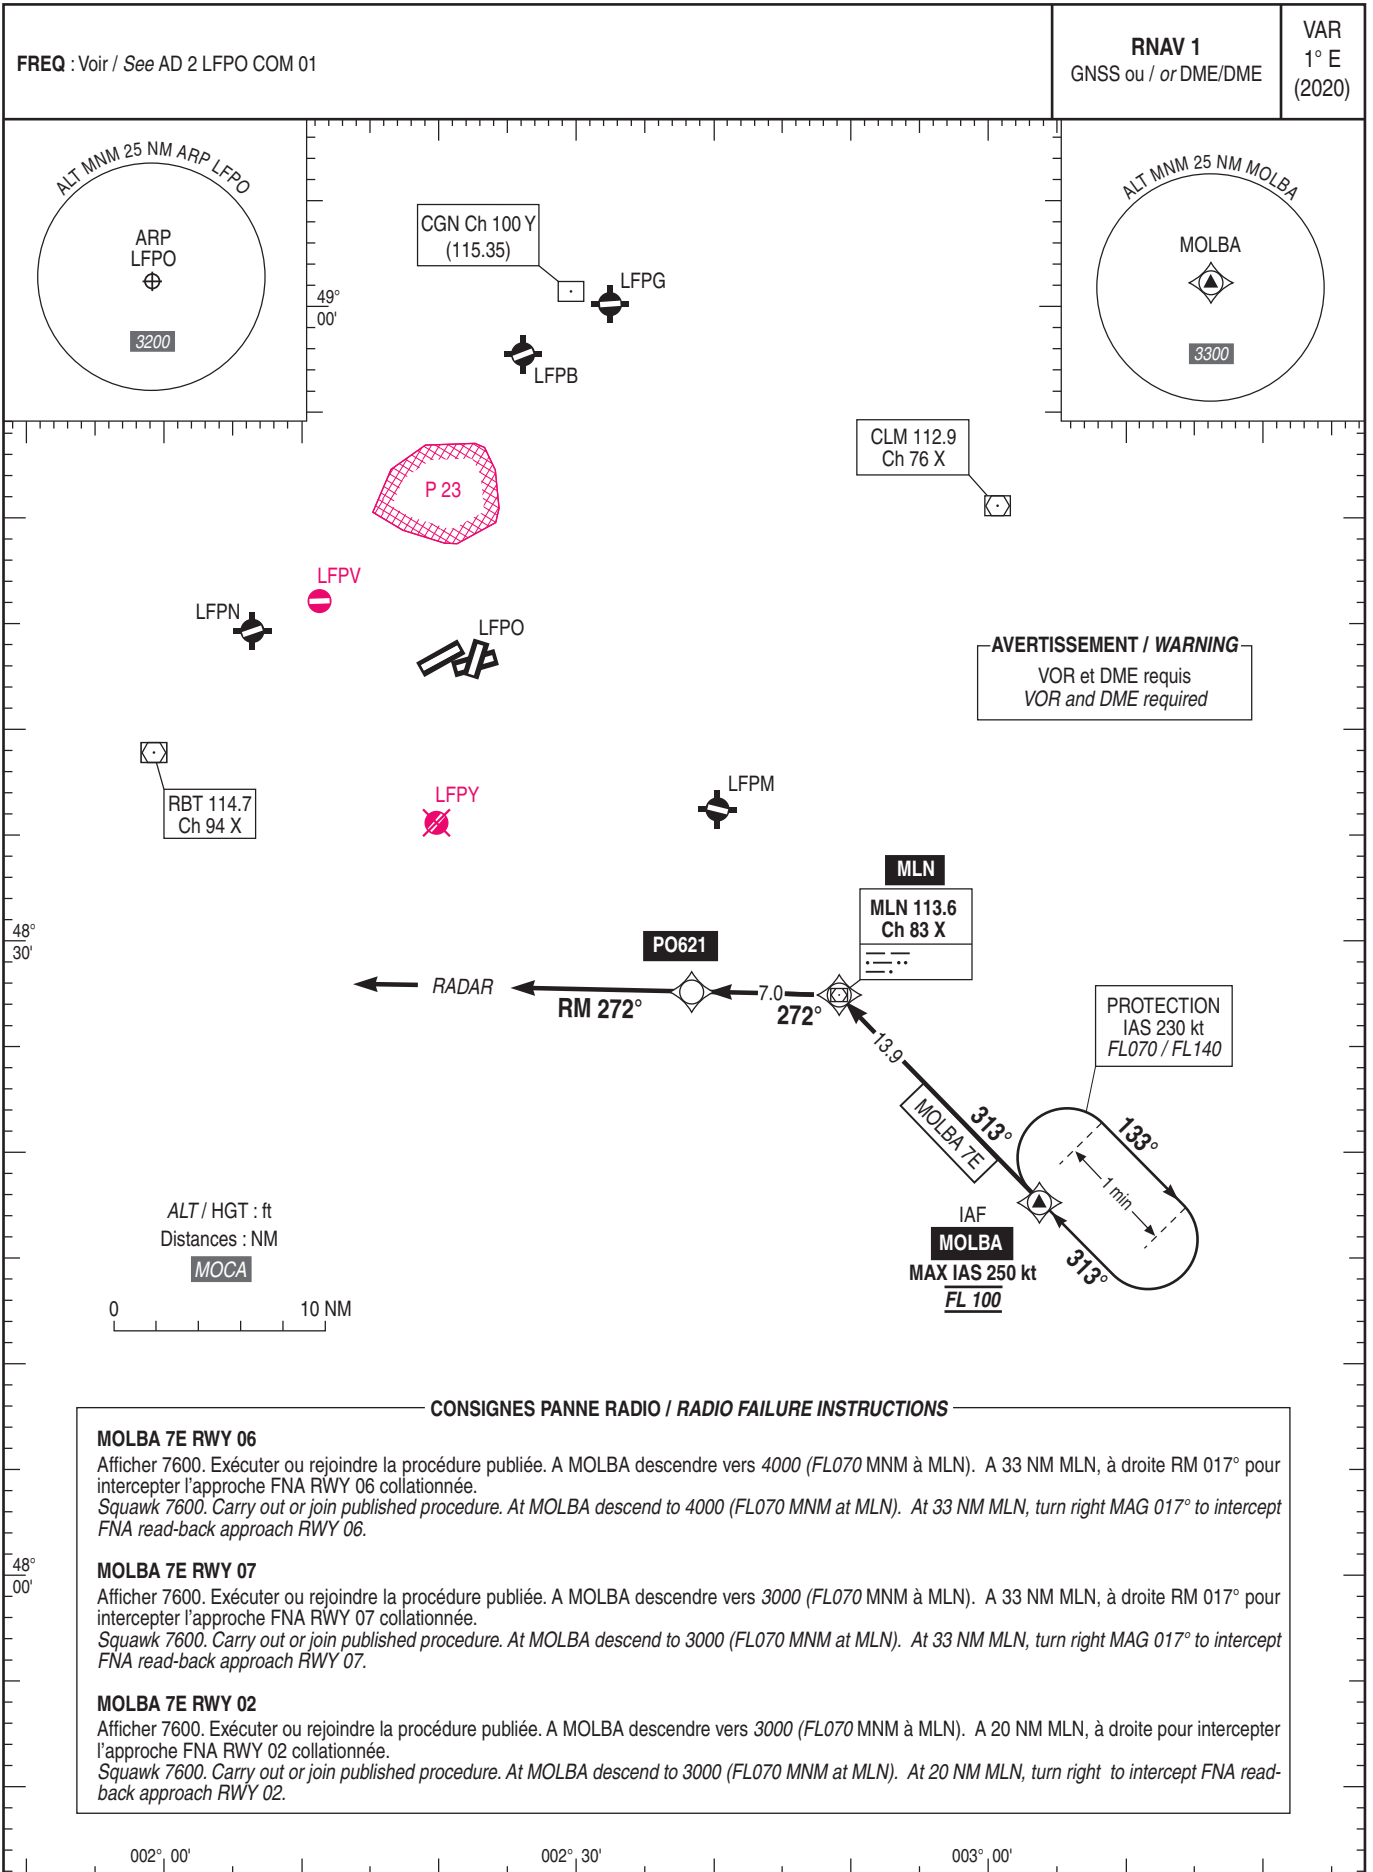 FREQ : Voir / See AD 2 LFPO COM 01
RNAV 1
GNSS ou / or DME/DME
VAR
1° E
(2020)
ALT MNM 25 NM ARP LFPO
ARP
LFPO
3200
ALT MNM 25 NM MOLBA
MOLBA
3300
CGN Ch 100 Y
(115.35)
LFPG
49°
00'
LFPB
CLM 112.9
Ch 76 X
P 23
LFPV
LFPN
LFPO
AVERTISSEMENT / WARNING
VOR et DME requis
VOR and DME required
RBT 114.7
Ch 94 X
LFPY
LFPM
MLN
MLN 113.6
Ch 83 X
48°
30'
PO621
RADAR
RM 272°
7.0
272°
13.9
PROTECTION
IAS 230 kt
FL070 / FL140
MOLBA 7E
313°
133°
1 min
313°
IAF
MOLBA
MAX IAS 250 kt
FL 100
ALT / HGT : ft
Distances : NM
MOCA
0 10 NM
CONSIGNES PANNE RADIO / RADIO FAILURE INSTRUCTIONS
MOLBA 7E RWY 06
Afficher 7600. Exécuter ou rejoindre la procédure publiée. A MOLBA descendre vers 4000 (FL070 MNM à MLN). A 33 NM MLN, à droite RM 017° pour
intercepter l'approche FNA RWY 06 collationnée.
Squawk 7600. Carry out or join published procedure. At MOLBA descend to 4000 (FL070 MNM at MLN). At 33 NM MLN, turn right MAG 017° to intercept
FNA read-back approach RWY 06.
MOLBA 7E RWY 07
Afficher 7600. Exécuter ou rejoindre la procédure publiée. A MOLBA descendre vers 3000 (FL070 MNM à MLN). A 33 NM MLN, à droite RM 017° pour
intercepter l'approche FNA RWY 07 collationnée.
Squawk 7600. Carry out or join published procedure. At MOLBA descend to 3000 (FL070 MNM at MLN). At 33 NM MLN, turn right MAG 017° to intercept
FNA read-back approach RWY 07.
48°
00'
MOLBA 7E RWY 02
Afficher 7600. Exécuter ou rejoindre la procédure publiée. A MOLBA descendre vers 3000 (FL070 MNM à MLN). A 20 NM MLN, à droite pour intercepter
l'approche FNA RWY 02 collationnée.
Squawk 7600. Carry out or join published procedure. At MOLBA descend to 3000 (FL070 MNM at MLN). At 20 NM MLN, turn right to intercept FNA read-
back approach RWY 02.
002° 00' 002° 30' 003° 00'